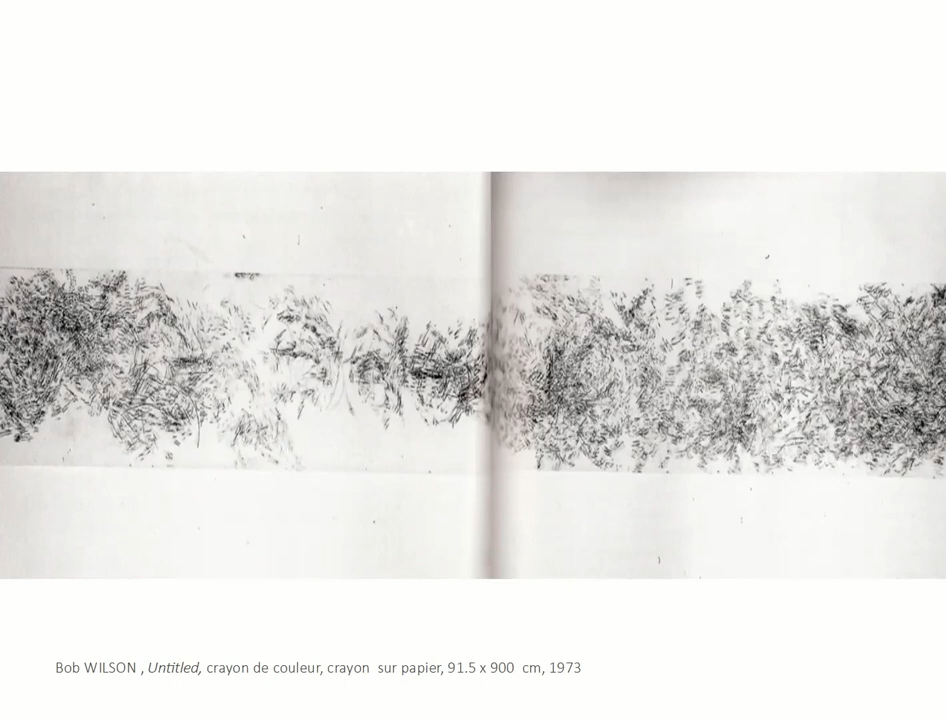 Bob WILSON , Untitled, crayon de couleur, crayon  sur papier, 91.5 x 900  cm, 1973